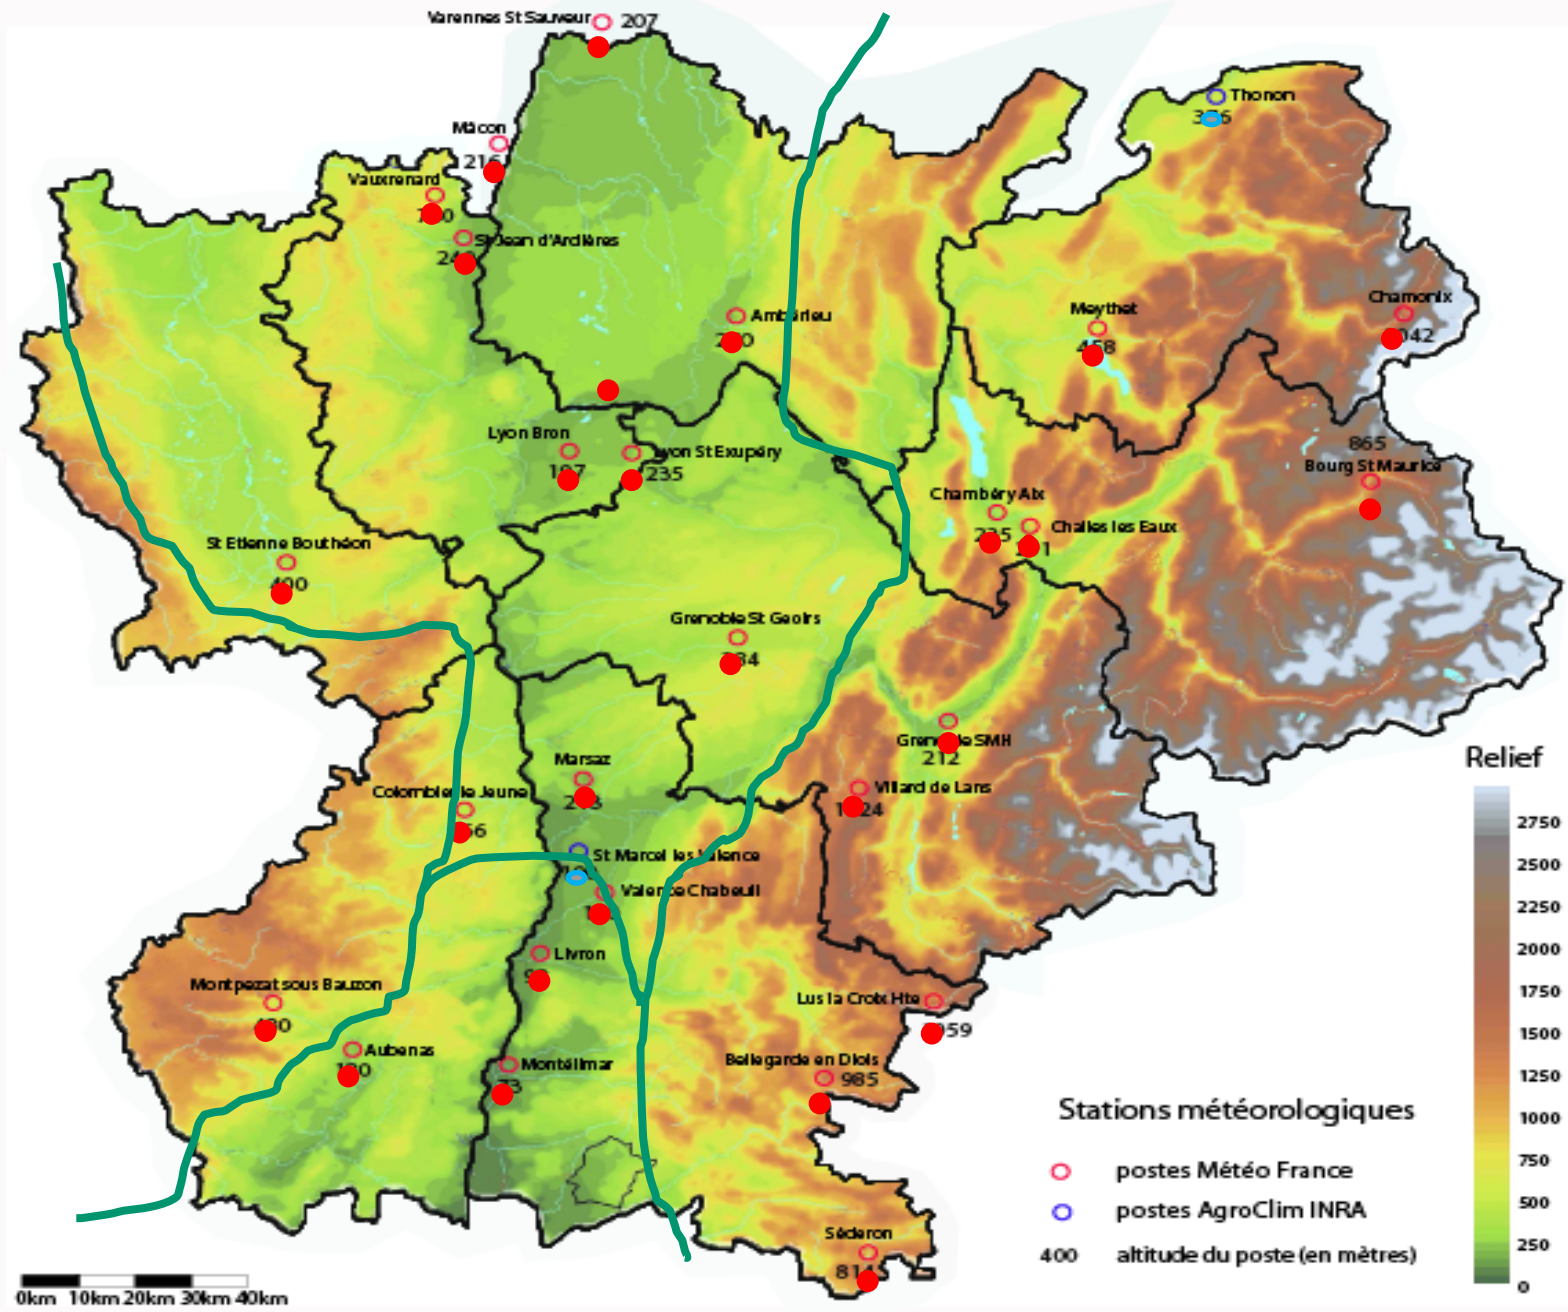 Varennes St Sauveur 207
Mâcon
216
Thonon
Vauxrenard
St Jean d'Ardières
Chamonix
Meythet
Ambérieu
Lyon Bron
Lyon St Exupéry
235
865
Bourg St Maurice
Chambéry Aix
Challes les Eaux
St Etienne Bouthéon
400
Grenoble St Geoirs
Grenoble SMH
212
Marsaz
Villard de Lans
Colombier le Jeune
St Marcel les Valence
Valence Chabeuil
Livron
Montpezat sous Bauzon
Lus la Croix Hte
Aubenas
Montélimar
Bellegarde en Diois
985
Séderon
814
Relief
2750
2500
2250
2000
1750
1500
1250
1000
750
500
250
0
Stations météorologiques
postes Météo France
postes AgroClim INRA
400 altitude du poste (en mètres)
0km 10km 20km 30km 40km